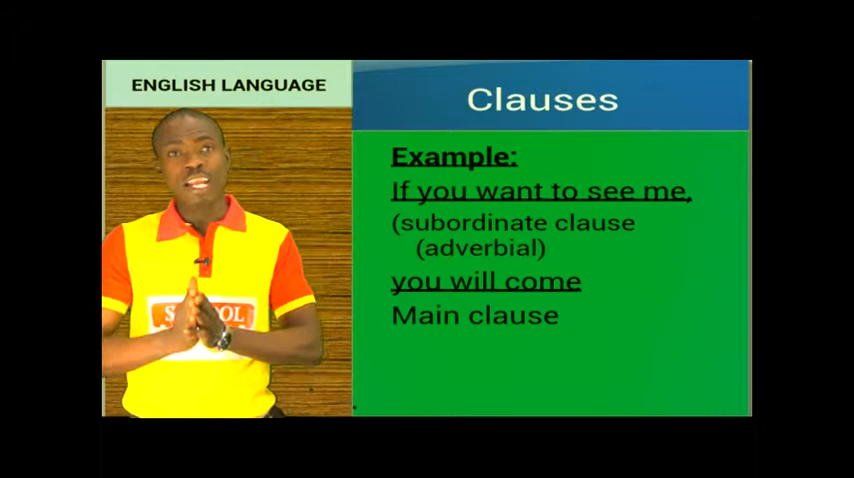 ENGLISH LANGUAGE
Clauses
Example:
If you want to see me,
(subordinate clause
(adverbial)
you will come
Main clause